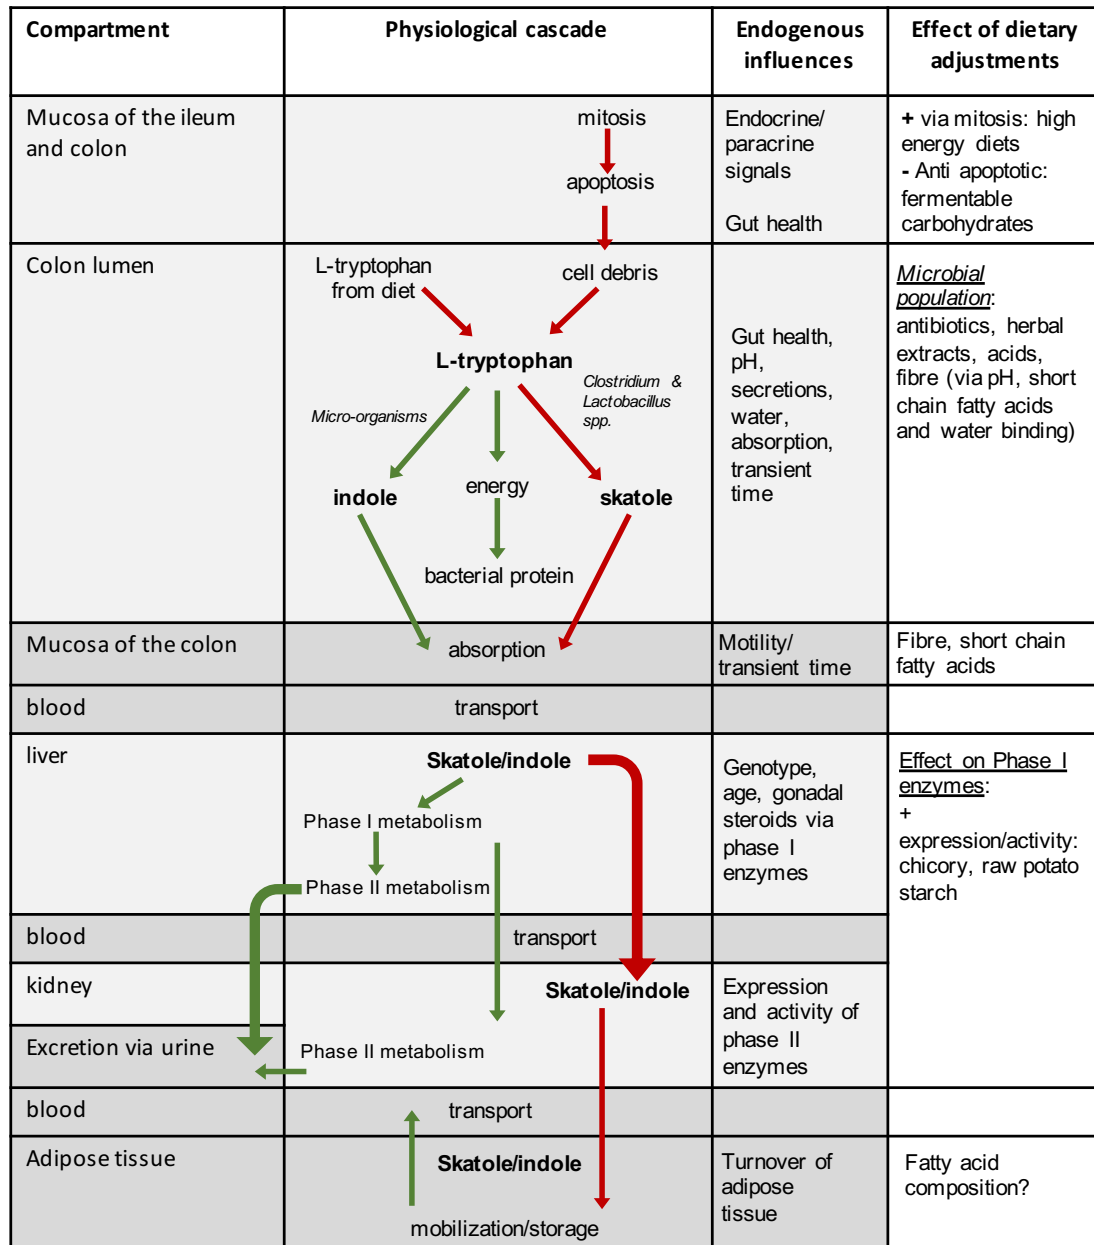 Compartment
Physiological cascade
Endogenous
influences
Effect of dietary
adjustments
Mucosa of the ileum
and colon
mitosis
apoptosis
Endocrine/
paracrine
signals
Gut health
+ via mitosis: high
energy diets
- Anti apoptotic:
fermentable
carbohydrates
Colon lumen
L-tryptophan
from diet
cell debris
L-tryptophan
Micro-organisms
Clostridium &
Lactobacillus
spp.
indole
energy
skatole
bacterial protein
Gut health,
pH,
secretions,
water,
absorption,
transient
time
Microbial
population:
antibiotics, herbal
extracts, acids,
fibre (via pH, short
chain fatty acids
and water binding)
Mucosa of the colon
absorption
Motility/
transient time
Fibre, short chain
fatty acids
blood
transport
liver
Skatole/indole
Phase I metabolism
Phase II metabolism
Genotype,
age, gonadal
steroids via
phase I
enzymes
Effect on Phase I
enzymes:
+
expression/activity:
chicory, raw potato
starch
blood
transport
kidney
Skatole/indole
Expression
and activity of
phase II
enzymes
Excretion via urine
Phase II metabolism
blood
transport
Adipose tissue
Skatole/indole
mobilization/storage
Turnover of
adipose
tissue
Fatty acid
composition?